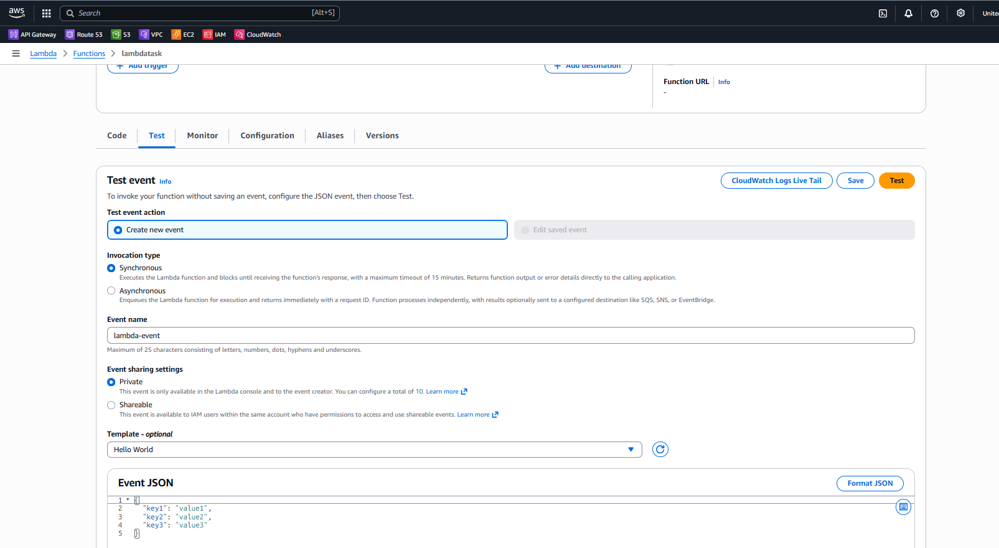 aws
Search [Alt+S]
API Gateway Route 53 S3 VPC EC2 IAM CloudWatch
Lambda Functions lambdatask
Add trigger Add destination
Function URL Info
-
Code Test Monitor Configuration Aliases Versions
Test event Info CloudWatch Logs Live Tail Save Test
To invoke your function without saving an event, configure the JSON event, then choose Test.
Test event action
Create new event Edit saved event
Invocation type
Synchronous
Executes the Lambda function and blocks until receiving the function's response, with a maximum timeout of 15 minutes. Returns function output or error details directly to the calling application.
Asynchronous
Enqueues the Lambda function for execution and returns immediately with a request ID. Function processes independently, with results optionally sent to a configured destination like SQS, SNS, or EventBridge.
Event name
lambda-event
Maximum of 25 characters consisting of letters, numbers, dots, hyphens and underscores.
Event sharing settings
Private
This event is only available in the Lambda console and to the event creator. You can configure a total of 10. Learn more
Shareable
This event is available to IAM users within the same account who have permissions to access and use shareable events. Learn more
Template - optional
Hello World
Event JSON Format JSON
1 {
2 "key1": "value1",
3 "key2": "value2",
4 "key3": "value3"
5 }